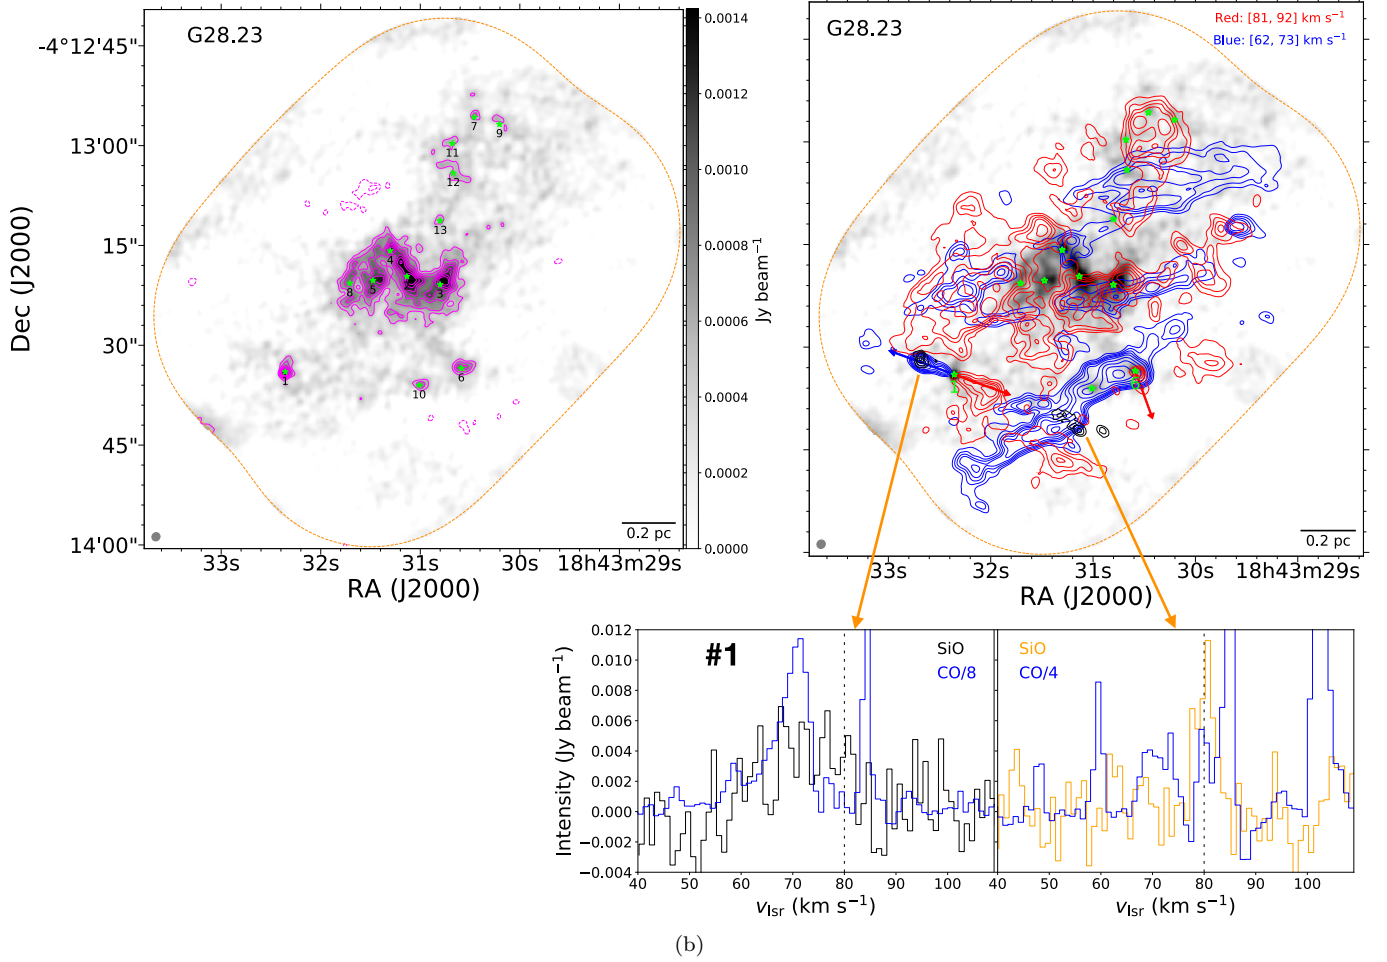 G28.23
-4°12'45"
13'00"
15"
30"
45"
14'00"
Dec (J2000)
33s 32s 31s 30s 18h43m29s
RA (J2000)
7
9
11
12
13
4
8
5
2
3
1
6
10
0.2 pc
0.0014
0.0012
0.0010
0.0008
0.0006
0.0004
0.0002
0.0000
Jy beam⁻¹
G28.23
Red: [81, 92] km s⁻¹
Blue: [62, 73] km s⁻¹
1
0.2 pc
33s 32s 31s 30s 18h43m29s
RA (J2000)
#1
SiO
CO/8
0.012
0.010
0.008
0.006
0.004
0.002
0.000
−0.002
−0.004
Intensity (Jy beam⁻¹)
40 50 60 70 80 90 100
v_lsr (km s⁻¹)
SiO
CO/4
40 50 60 70 80 90 100
v_lsr (km s⁻¹)
(b)